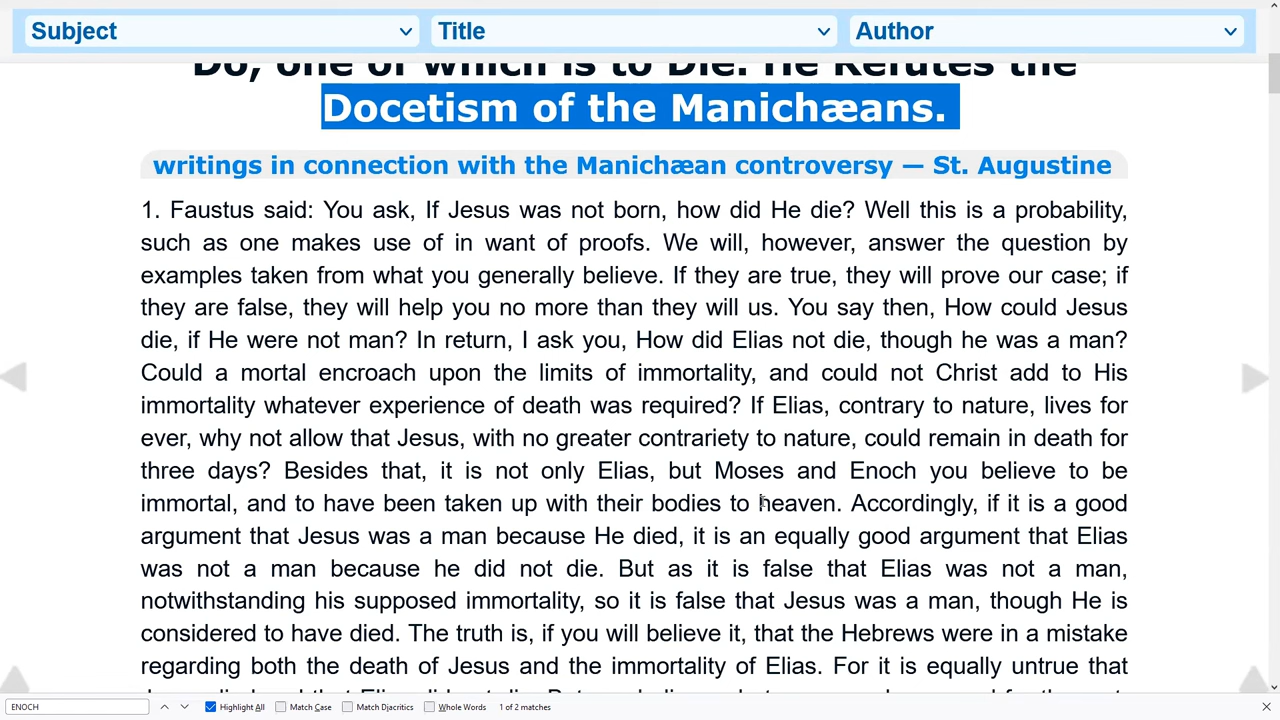 Subject
Title
Author
Do, one of which is to Die. He Refutes the
Docetism of the Manichæans.
writings in connection with the Manichæan controversy — St. Augustine
1. Faustus said: You ask, If Jesus was not born, how did He die? Well this is a probability,
such as one makes use of in want of proofs. We will, however, answer the question by
examples taken from what you generally believe. If they are true, they will prove our case; if
they are false, they will help you no more than they will us. You say then, How could Jesus
die, if He were not man? In return, I ask you, How did Elias not die, though he was a man?
Could a mortal encroach upon the limits of immortality, and could not Christ add to His
immortality whatever experience of death was required? If Elias, contrary to nature, lives for
ever, why not allow that Jesus, with no greater contrariety to nature, could remain in death for
three days? Besides that, it is not only Elias, but Moses and Enoch you believe to be
immortal, and to have been taken up with their bodies to heaven. Accordingly, if it is a good
argument that Jesus was a man because He died, it is an equally good argument that Elias
was not a man because he did not die. But as it is false that Elias was not a man,
notwithstanding his supposed immortality, so it is false that Jesus was a man, though He is
considered to have died. The truth is, if you will believe it, that the Hebrews were in a mistake
regarding both the death of Jesus and the immortality of Elias. For it is equally untrue that
ENOCH
Highlight All
Match Case
Match Diacritics
Whole Words
1 of 2 matches